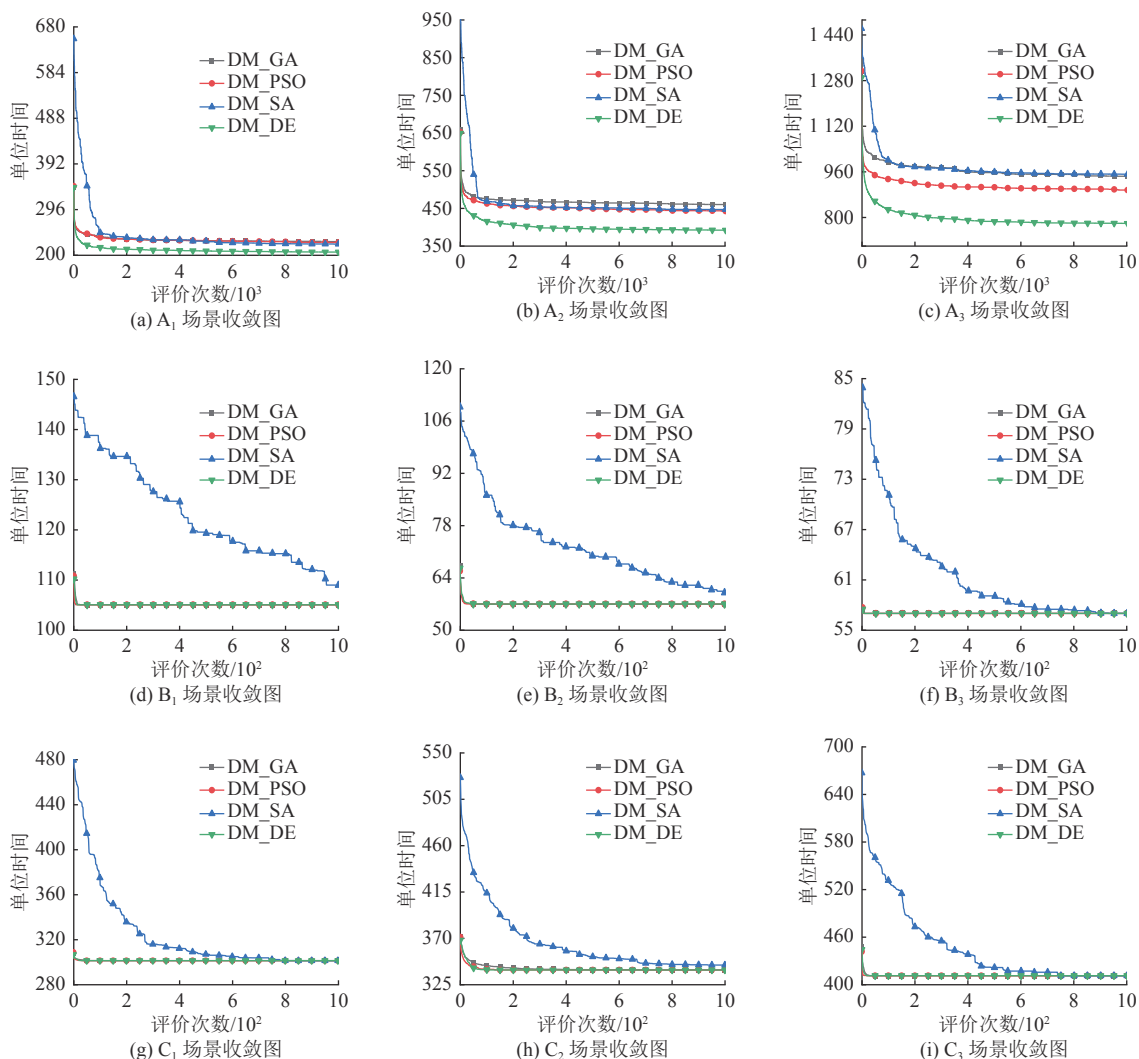 680
584
488
392
296
200
单位时间
DM_GA
DM_PSO
DM_SA
DM_DE
0 2 4 6 8 10
评价次数/10³
(a) A₁ 场景收敛图
950
850
750
650
550
450
350
单位时间
DM_GA
DM_PSO
DM_SA
DM_DE
0 2 4 6 8 10
评价次数/10³
(b) A₂ 场景收敛图
1 440
1 280
1 120
960
800
单位时间
DM_GA
DM_PSO
DM_SA
DM_DE
0 2 4 6 8 10
评价次数/10³
(c) A₃ 场景收敛图
150
140
130
120
110
100
单位时间
DM_GA
DM_PSO
DM_SA
DM_DE
0 2 4 6 8 10
评价次数/10²
(d) B₁ 场景收敛图
120
106
92
78
64
50
单位时间
DM_GA
DM_PSO
DM_SA
DM_DE
0 2 4 6 8 10
评价次数/10²
(e) B₂ 场景收敛图
85
79
73
67
61
55
单位时间
DM_GA
DM_PSO
DM_SA
DM_DE
0 2 4 6 8 10
评价次数/10²
(f) B₃ 场景收敛图
480
440
400
360
320
280
单位时间
DM_GA
DM_PSO
DM_SA
DM_DE
0 2 4 6 8 10
评价次数/10²
(g) C₁ 场景收敛图
550
505
460
415
370
325
单位时间
DM_GA
DM_PSO
DM_SA
DM_DE
0 2 4 6 8 10
评价次数/10²
(h) C₂ 场景收敛图
700
640
580
520
460
400
单位时间
DM_GA
DM_PSO
DM_SA
DM_DE
0 2 4 6 8 10
评价次数/10²
(i) C₃ 场景收敛图